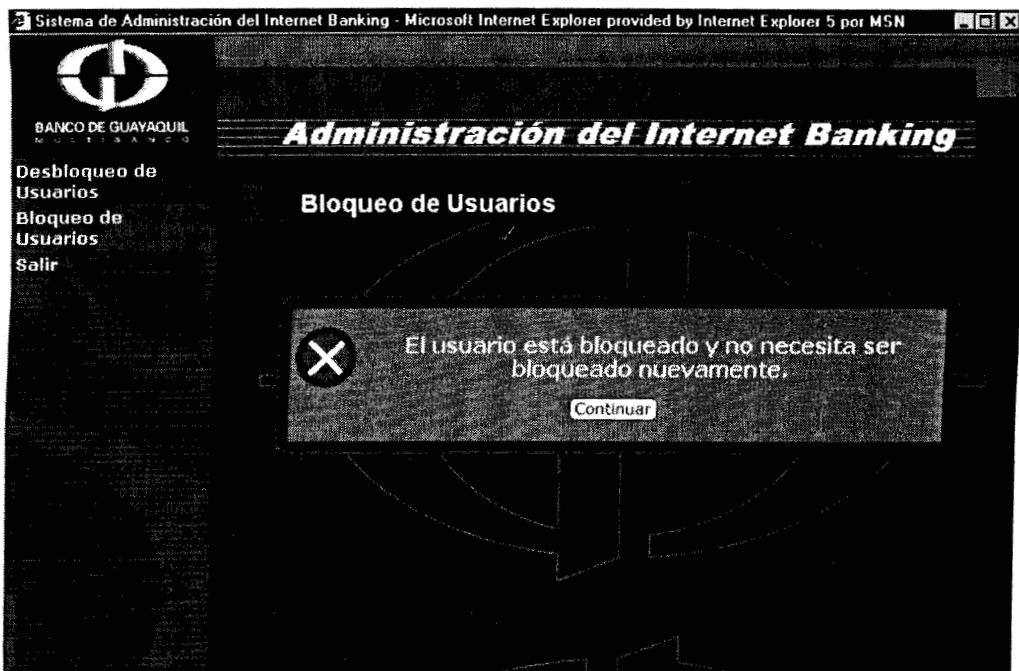 Sistema de Administración del Internet Banking - Microsoft Internet Explorer provided by Internet Explorer 5 por MSN
BANCO DE GUAYAQUIL
MULTIBANCO
Administración del Internet Banking
Desbloqueo de
Usuarios
Bloqueo de
Usuarios
Salir
Bloqueo de Usuarios
El usuario está bloqueado y no necesita ser
bloqueado nuevamente.
Continuar